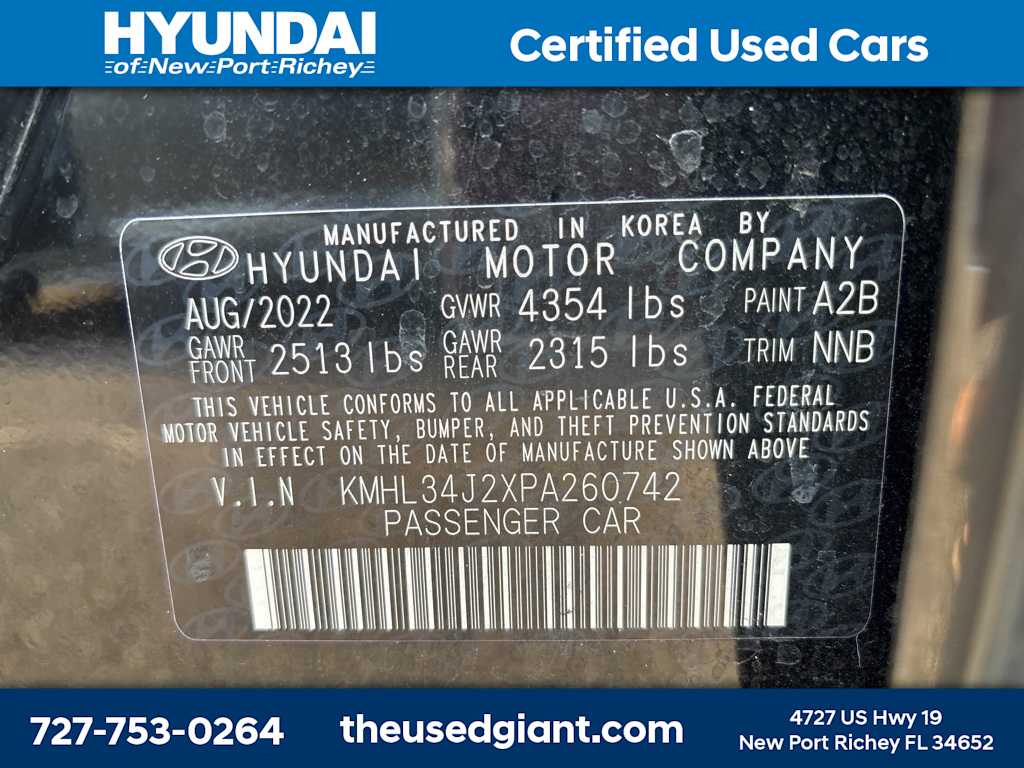 HYUNDAI
of New Port Richey
Certified Used Cars
MANUFACTURED IN KOREA BY
HYUNDAI MOTOR COMPANY
AUG/2022 GVWR 4354 lbs PAINT A2B
GAWR FRONT 2513 lbs GAWR REAR 2315 lbs TRIM NNB
THIS VEHICLE CONFORMS TO ALL APPLICABLE U.S.A. FEDERAL
MOTOR VEHICLE SAFETY, BUMPER, AND THEFT PREVENTION STANDARDS
IN EFFECT ON THE DATE OF MANUFACTURE SHOWN ABOVE
V.I.N KMHL34J2XPA260742
PASSENGER CAR
727-753-0264
theusedgiant.com
4727 US Hwy 19
New Port Richey FL 34652